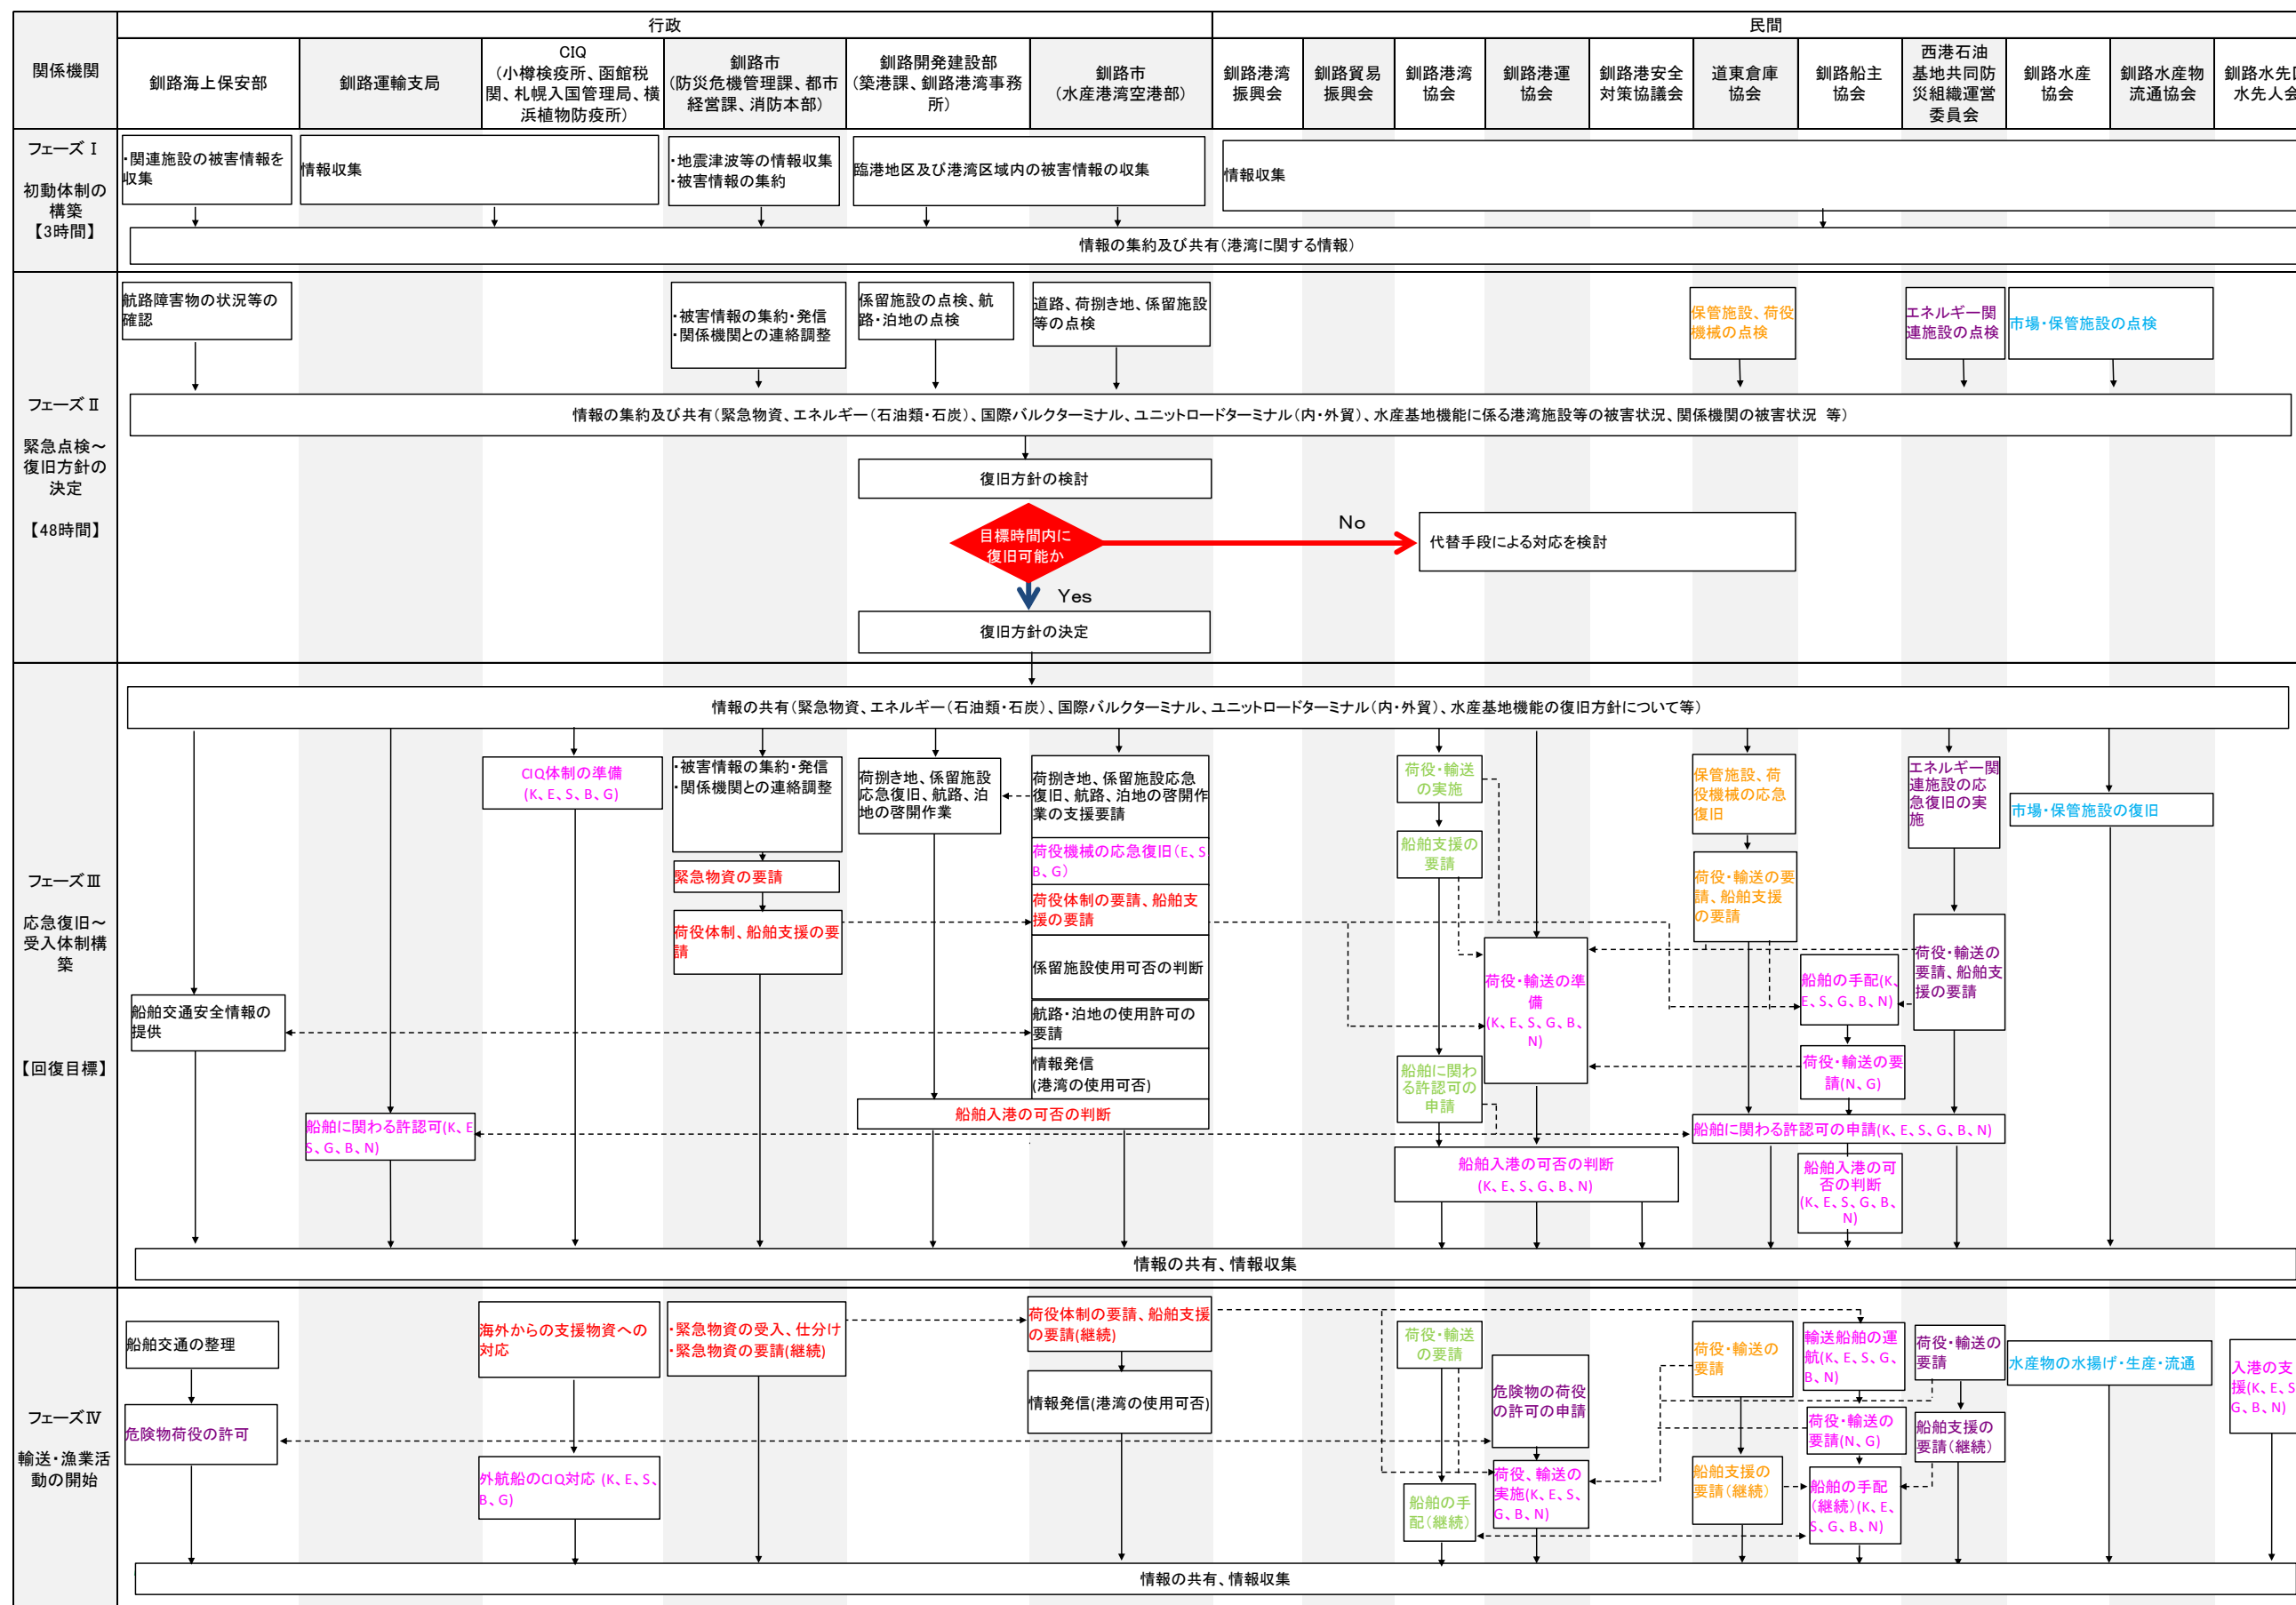 関係機関
行政
民間
釧路海上保安部
釧路運輸支局
CIQ
(小樽検疫所、函館税
関、札幌入国管理局、横
浜植物防疫所)
釧路市
(防災危機管理課、都市
経営課、消防本部)
釧路開発建設部
(築港課、釧路港湾事務
所)
釧路市
(水産港湾空港部)
釧路港湾
振興会
釧路貿易
振興会
釧路港湾
協会
釧路港運
協会
釧路港安全
対策協議会
道東倉庫
協会
釧路船主
協会
西港石油
基地共同防
災組織運営
委員会
釧路水産
協会
釧路水産物
流通協会
釧路水先
水先人会
フェーズⅠ
初動体制の
構築
【3時間】
・関連施設の被害情報を
収集
情報収集
・地震津波等の情報収集
・被害情報の集約
臨港地区及び港湾区域内の被害情報の収集
情報収集
情報の集約及び共有(港湾に関する情報)
フェーズⅡ
緊急点検～
復旧方針の
決定
【48時間】
航路障害物の状況等の
確認
・被害情報の集約・発信
・関係機関との連絡調整
係留施設の点検、航
路・泊地の点検
道路、荷捌き地、係留施設
等の点検
保管施設、荷役
機械の点検
エネルギー関
連施設の点検
市場・保管施設の点検
情報の集約及び共有(緊急物資、エネルギー(石油類・石炭)、国際バルクターミナル、ユニットロードターミナル(内・外貿)、水産基地機能に係る港湾施設等の被害状況、関係機関の被害状況 等)
復旧方針の検討
目標時間内に
復旧可能か
No
代替手段による対応を検討
Yes
復旧方針の決定
フェーズⅢ
応急復旧～
受入体制構
築
【回復目標】
情報の共有(緊急物資、エネルギー(石油類・石炭)、国際バルクターミナル、ユニットロードターミナル(内・外貿)、水産基地機能の復旧方針について等)
CIQ体制の準備
(K、E、S、B、G)
・被害情報の集約・発信
・関係機関との連絡調整
緊急物資の要請
荷役体制、船舶支援の要
請
荷捌き地、係留施設
応急復旧、航路、泊
地の啓開作業
荷捌き地、係留施設応急
復旧、航路、泊地の啓開作
業の支援要請
荷役機械の応急復旧(E、S
B、G)
荷役体制の要請、船舶支
援の要請
係留施設使用可否の判断
航路・泊地の使用許可の
要請
情報発信
(港湾の使用可否)
船舶入港の可否の判断
船舶交通安全情報の
提供
船舶に関わる許認可(K、E
S、G、B、N)
荷役・輸送
の実施
船舶支援の
要請
船舶に関わ
る許認可の
申請
荷役・輸送の準
備
(K、E、S、G、B、
N)
船舶入港の可否の判断
(K、E、S、G、B、N)
保管施設、荷
役機械の応急
復旧
荷役・輸送の要
請、船舶支援
の要請
船舶の手配(K、
E、S、G、B、N)
荷役・輸送の要
請(N、G)
船舶に関わる許認可の申請(K、E、S、G、B、N)
船舶入港の可
否の判断
(K、E、S、G、B、
N)
エネルギー関
連施設の応
急復旧の実
施
荷役・輸送の
要請、船舶支
援の要請
市場・保管施設の復旧
情報の共有、情報収集
フェーズⅣ
輸送・漁業活
動の開始
船舶交通の整理
危険物荷役の許可
海外からの支援物資への
対応
外航船のCIQ対応 (K、E、S、
B、G)
・緊急物資の受入、仕分け
・緊急物資の要請(継続)
荷役体制の要請、船舶支援
の要請(継続)
情報発信(港湾の使用可否)
荷役・輸送
の要請
船舶の手
配(継続)
危険物の荷役
の許可の申請
荷役、輸送の
実施(K、E、S、
G、B、N)
荷役・輸送の
要請
船舶支援の
要請(継続)
輸送船舶の運
航(K、E、S、G、
B、N)
荷役・輸送の
要請(N、G)
船舶の手配
(継続)(K、E、
S、G、B、N)
荷役・輸送の
要請
船舶支援の
要請(継続)
水産物の水揚げ・生産・流通
入港の支
援(K、E、S
G、B、N)
情報の共有、情報収集